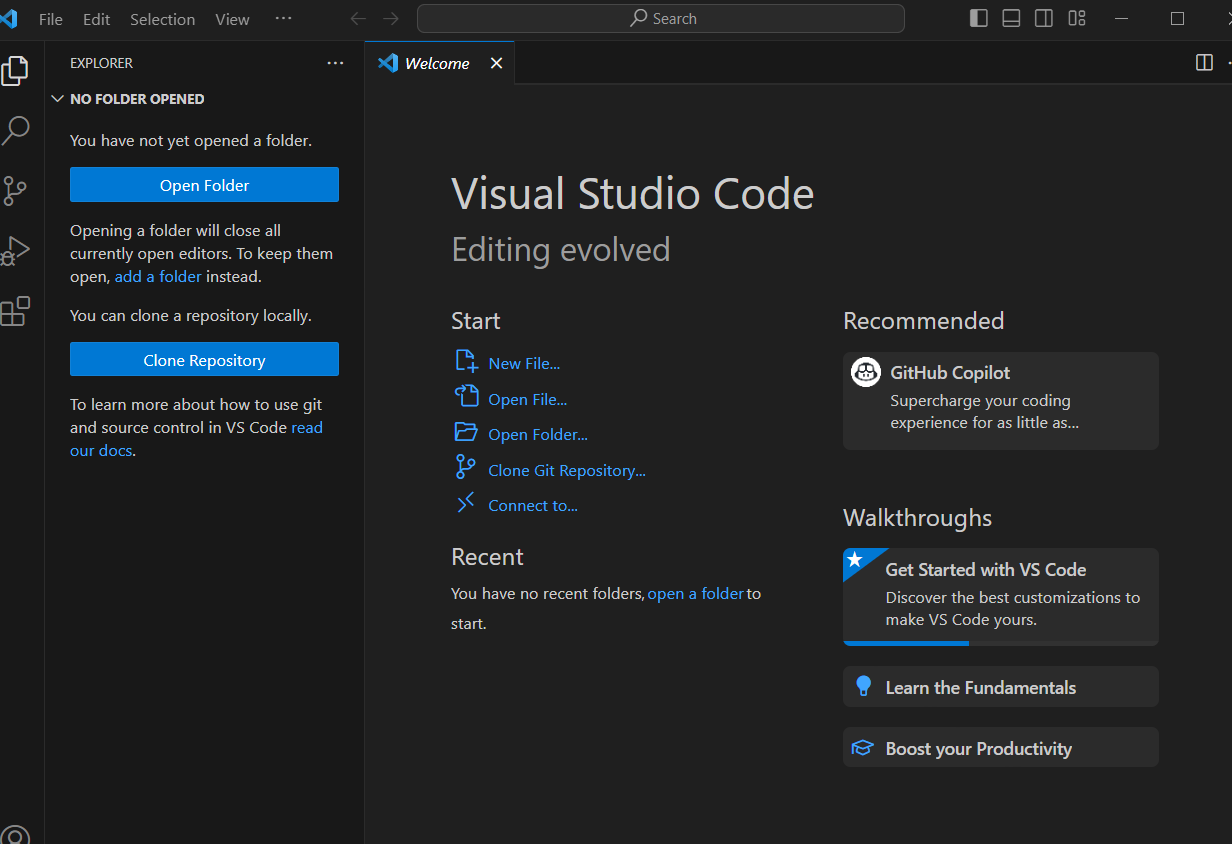 File Edit Selection View ...
Search
EXPLORER
Welcome
NO FOLDER OPENED
You have not yet opened a folder.
Open Folder
Opening a folder will close all
currently open editors. To keep them
open, add a folder instead.
You can clone a repository locally.
Clone Repository
To learn more about how to use git
and source control in VS Code read
our docs.
Visual Studio Code
Editing evolved
Start
New File...
Open File...
Open Folder...
Clone Git Repository...
Connect to...
Recent
You have no recent folders, open a folder to
start.
Recommended
GitHub Copilot
Supercharge your coding
experience for as little as...
Walkthroughs
Get Started with VS Code
Discover the best customizations to
make VS Code yours.
Learn the Fundamentals
Boost your Productivity